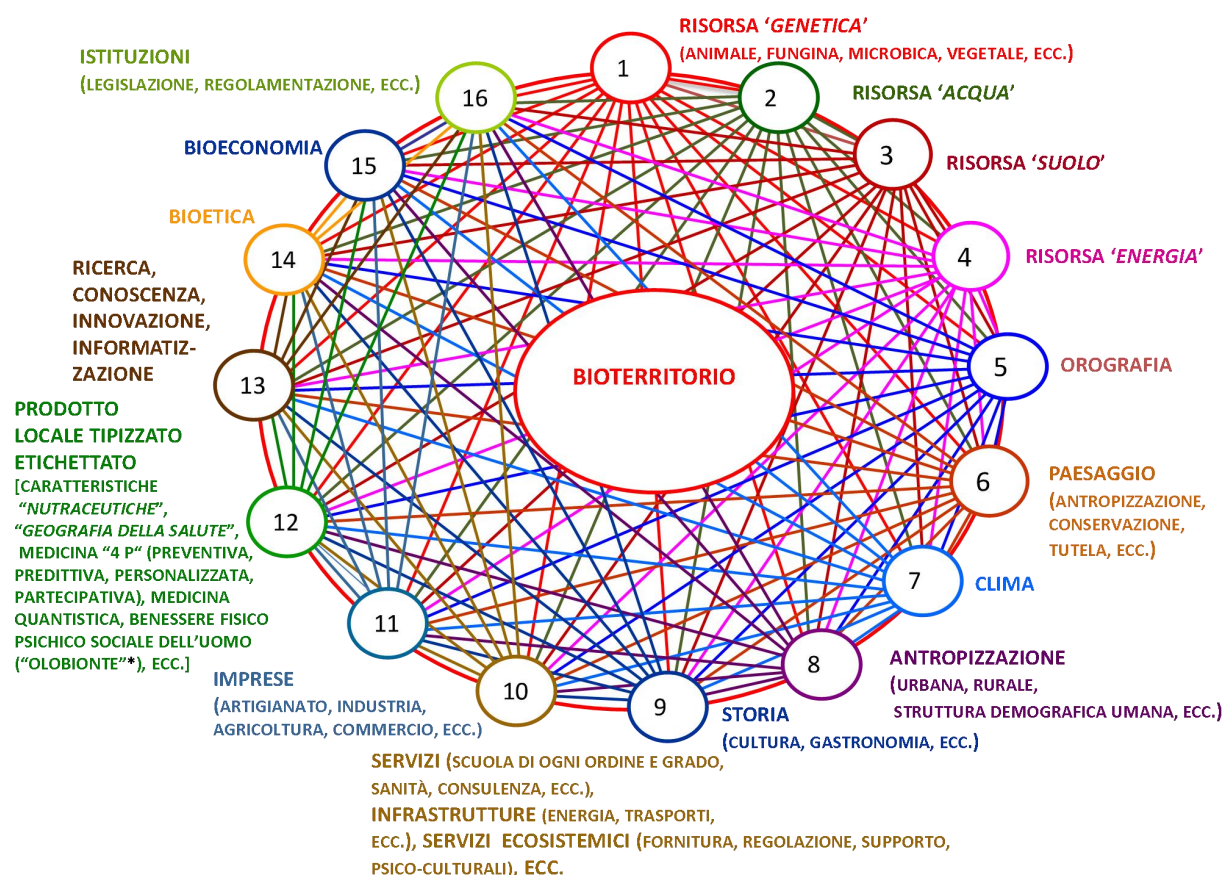 RISORSA ‘GENETICA’
(ANIMALE, FUNGINA, MICROBICA, VEGETALE, ECC.)
1
ISTITUZIONI
(LEGISLAZIONE, REGOLAMENTAZIONE, ECC.)
16
2
RISORSA ‘ACQUA’
BIOECONOMIA
15
3
RISORSA ‘SUOLO’
BIOETICA
14
4
RISORSA ‘ENERGIA’
RICERCA,
CONOSCENZA,
INNOVAZIONE,
INFORMATIZ-
ZAZIONE
13
BIOTERRITORIO
5
OROGRAFIA
PRODOTTO
LOCALE TIPIZZATO
ETICHETTATO
[CARATTERISTICHE
“NUTRACEUTICHE”,
“GEOGRAFIA DELLA SALUTE”,
MEDICINA “4 P“ (PREVENTIVA,
PREDITTIVA, PERSONALIZZATA,
PARTECIPATIVA), MEDICINA
QUANTISTICA, BENESSERE FISICO
PSICHICO SOCIALE DELL’UOMO
(“OLOBIONTE”*), ECC.]
12
6
PAESAGGIO
(ANTROPIZZAZIONE,
CONSERVAZIONE,
TUTELA, ECC.)
7
CLIMA
11
IMPRESE
(ARTIGIANATO, INDUSTRIA,
AGRICOLTURA, COMMERCIO, ECC.)
8
ANTROPIZZAZIONE
(URBANA, RURALE,
STRUTTURA DEMOGRAFICA UMANA, ECC.)
10
9
STORIA
(CULTURA, GASTRONOMIA, ECC.)
SERVIZI (SCUOLA DI OGNI ORDINE E GRADO,
SANITÀ, CONSULENZA, ECC.),
INFRASTRUTTURE (ENERGIA, TRASPORTI,
ECC.), SERVIZI ECOSISTEMICI (FORNITURA, REGOLAZIONE, SUPPORTO,
PSICO-CULTURALI), ECC.